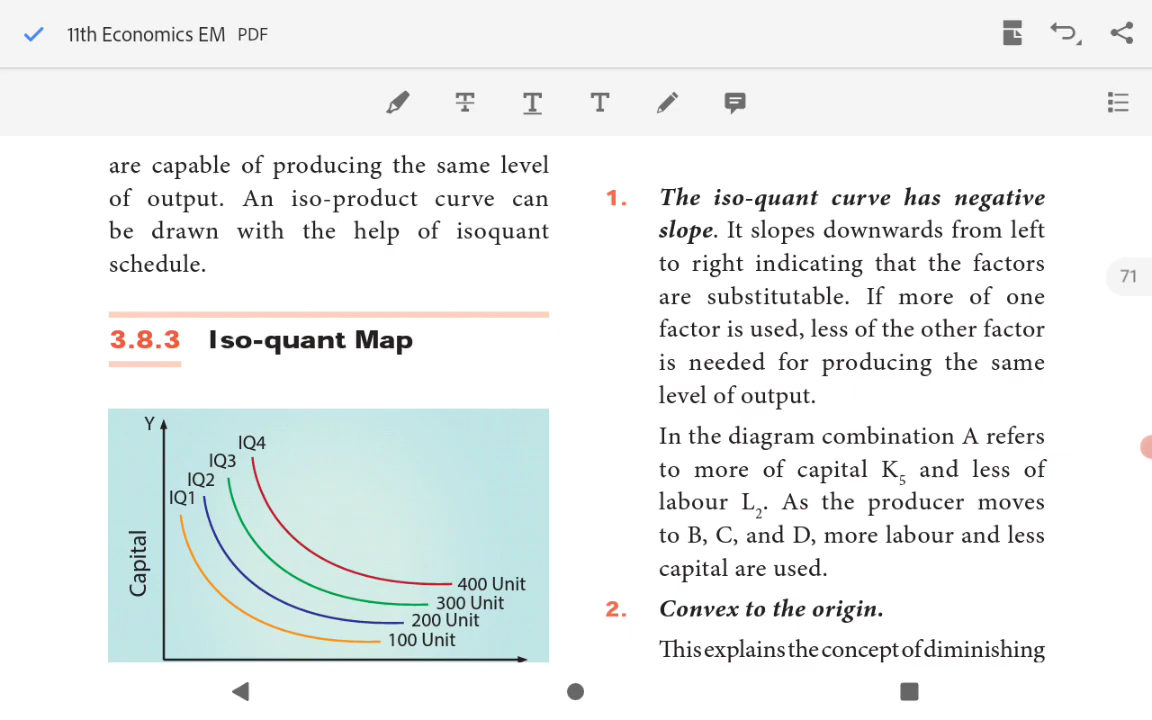 11th Economics EM PDF
are capable of producing the same level
of output. An iso-product curve can
be drawn with the help of isoquant
schedule.
3.8.3 Iso-quant Map
Y
IQ4
IQ3
IQ2
IQ1
Capital
400 Unit
300 Unit
200 Unit
100 Unit
1. The iso-quant curve has negative
slope. It slopes downwards from left
to right indicating that the factors
are substitutable. If more of one
factor is used, less of the other factor
is needed for producing the same
level of output.
In the diagram combination A refers
to more of capital K5 and less of
labour L2. As the producer moves
to B, C, and D, more labour and less
capital are used.
2. Convex to the origin.
This explains the concept of diminishing
71